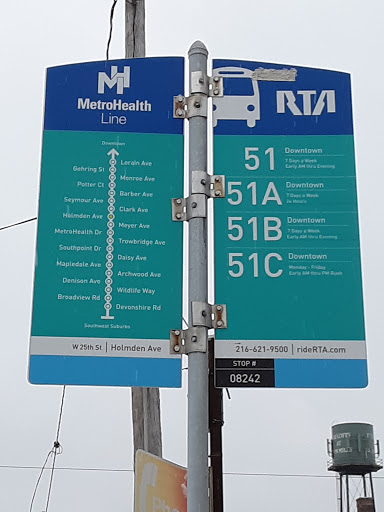 MH
MetroHealth
Line
Downtown
Lorain Ave
Gehring St
Monroe Ave
Potter Ct
Barber Ave
Seymour Ave
Clark Ave
Holmden Ave
Meyer Ave
MetroHealth Dr
Trowbridge Ave
Southpoint Dr
Daisy Ave
Mapledale Ave
Archwood Ave
Denison Ave
Wildlife Way
Broadview Rd
Devonshire Rd
Southwest Suburbs
W 25th St | Holmden Ave
RTA
51 Downtown
7 Days a Week
Early AM thru Evening
51A Downtown
7 Days a Week
24 Hours
51B Downtown
7 Days a Week
Early AM thru Evening
51C Downtown
Monday - Friday
Early AM thru PM Rush
216-621-9500 | rideRTA.com
STOP #
08242